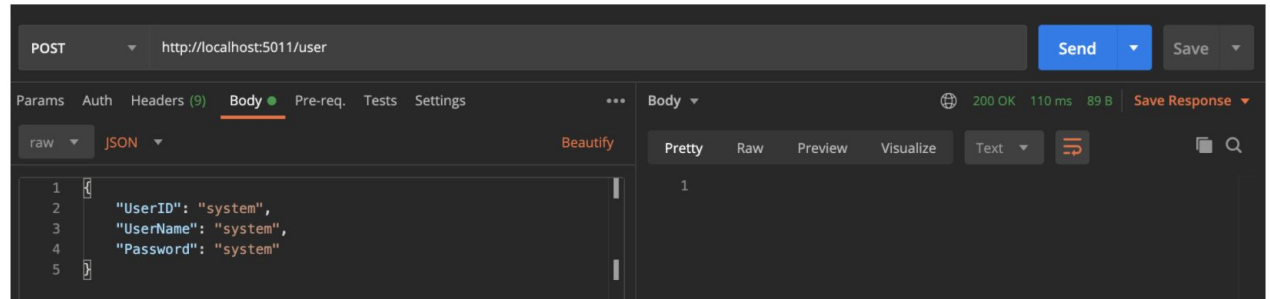 POST http://localhost:5011/user Send Save
Params Auth Headers (9) Body Pre-req. Tests Settings ••• Body 200 OK 110 ms 89 B Save Response
raw JSON Beautify Pretty Raw Preview Visualize Text
1 {
2 "UserID": "system",
3 "UserName": "system",
4 "Password": "system"
5 }
1